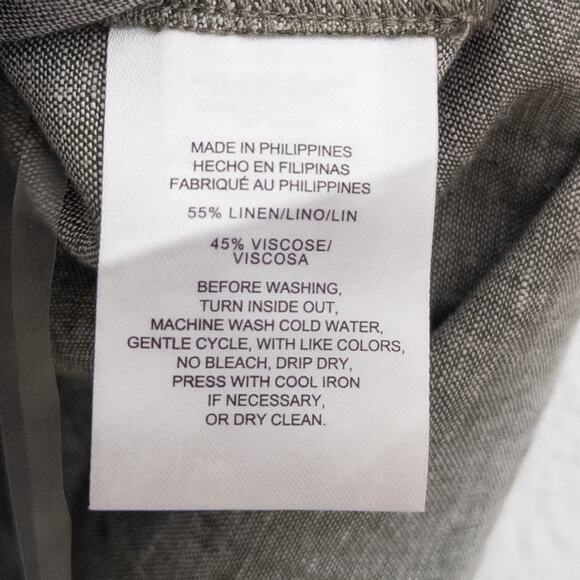 MADE IN PHILIPPINES
HECHO EN FILIPINAS
FABRIQUÉ AU PHILIPPINES
55% LINEN/LINO/LIN
45% VISCOSE/
VISCOSA
BEFORE WASHING,
TURN INSIDE OUT,
MACHINE WASH COLD WATER,
GENTLE CYCLE, WITH LIKE COLORS,
NO BLEACH, DRIP DRY,
PRESS WITH COOL IRON
IF NECESSARY,
OR DRY CLEAN.